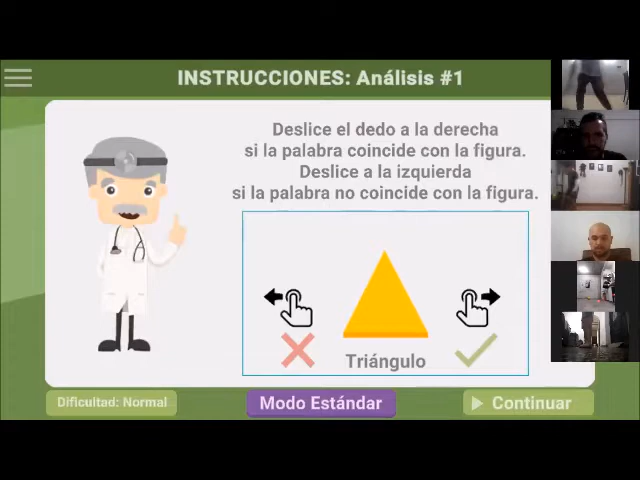 INSTRUCCIONES: Análisis #1
Deslice el dedo a la derecha
si la palabra coincide con la figura.
Deslice a la izquierda
si la palabra no coincide con la figura.
Triángulo
Dificultad: Normal
Modo Estándar
Continuar